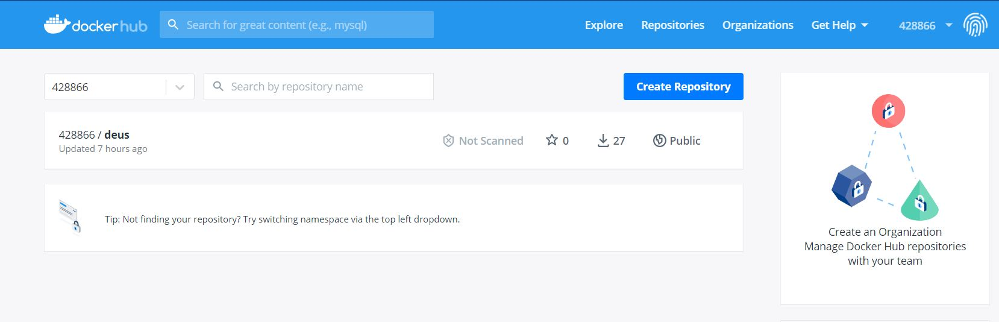 docker hub
Search for great content (e.g., mysql)
Explore
Repositories
Organizations
Get Help
428866
428866
Search by repository name
Create Repository
428866 / deus
Updated 7 hours ago
Not Scanned
0
27
Public
Tip: Not finding your repository? Try switching namespace via the top left dropdown.
Create an Organization
Manage Docker Hub repositories
with your team